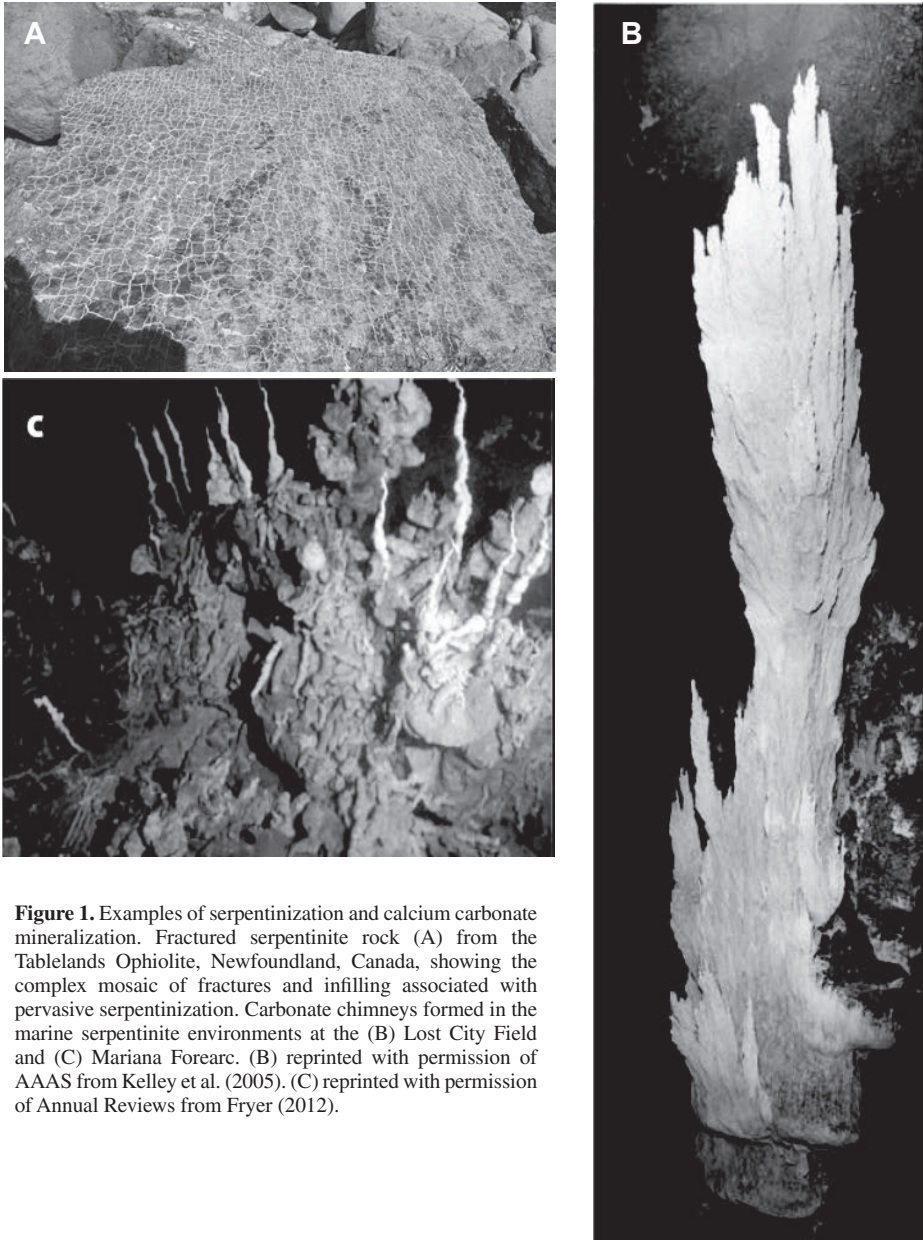 A
B
C
Figure 1. Examples of serpentinization and calcium carbonate
mineralization. Fractured serpentinite rock (A) from the
Tablelands Ophiolite, Newfoundland, Canada, showing the
complex mosaic of fractures and infilling associated with
pervasive serpentinization. Carbonate chimneys formed in the
marine serpentinite environments at the (B) Lost City Field
and (C) Mariana Forearc. (B) reprinted with permission of
AAAS from Kelley et al. (2005). (C) reprinted with permission
of Annual Reviews from Fryer (2012).